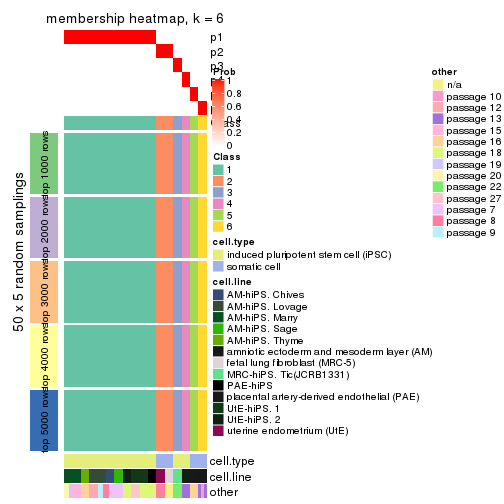 membership heatmap, k = 6
p1
p2
p3
p4
Prob
1
0.8
0.6
0.4
0.2
0
Class
1
2
3
4
5
6
50 x 5 random samplings
top 1000 rows
top 2000 rows
top 3000 rows
top 4000 rows
top 5000 rows
cell.type
induced pluripotent stem cell (iPSC)
somatic cell
cell.line
AM-hiPS. Chives
AM-hiPS. Lovage
AM-hiPS. Marry
AM-hiPS. Sage
AM-hiPS. Thyme
amniotic ectoderm and mesoderm layer (AM)
fetal lung fibroblast (MRC-5)
MRC-hiPS. Tic(JCRB1331)
PAE-hiPS
placental artery-derived endothelial (PAE)
UtE-hiPS. 1
UtE-hiPS. 2
uterine endometrium (UtE)
cell.type
cell.line
other
other
n/a
passage 10
passage 12
passage 13
passage 15
passage 16
passage 18
passage 19
passage 20
passage 22
passage 27
passage 7
passage 8
passage 9